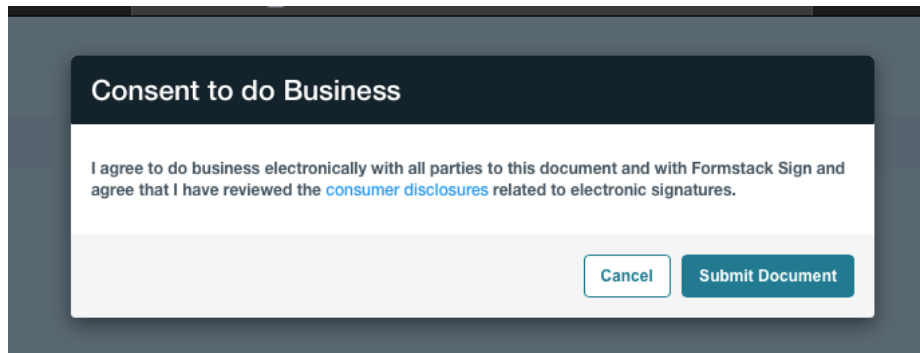 Consent to do Business
I agree to do business electronically with all parties to this document and with Formstack Sign and
agree that I have reviewed the consumer disclosures related to electronic signatures.
Cancel
Submit Document